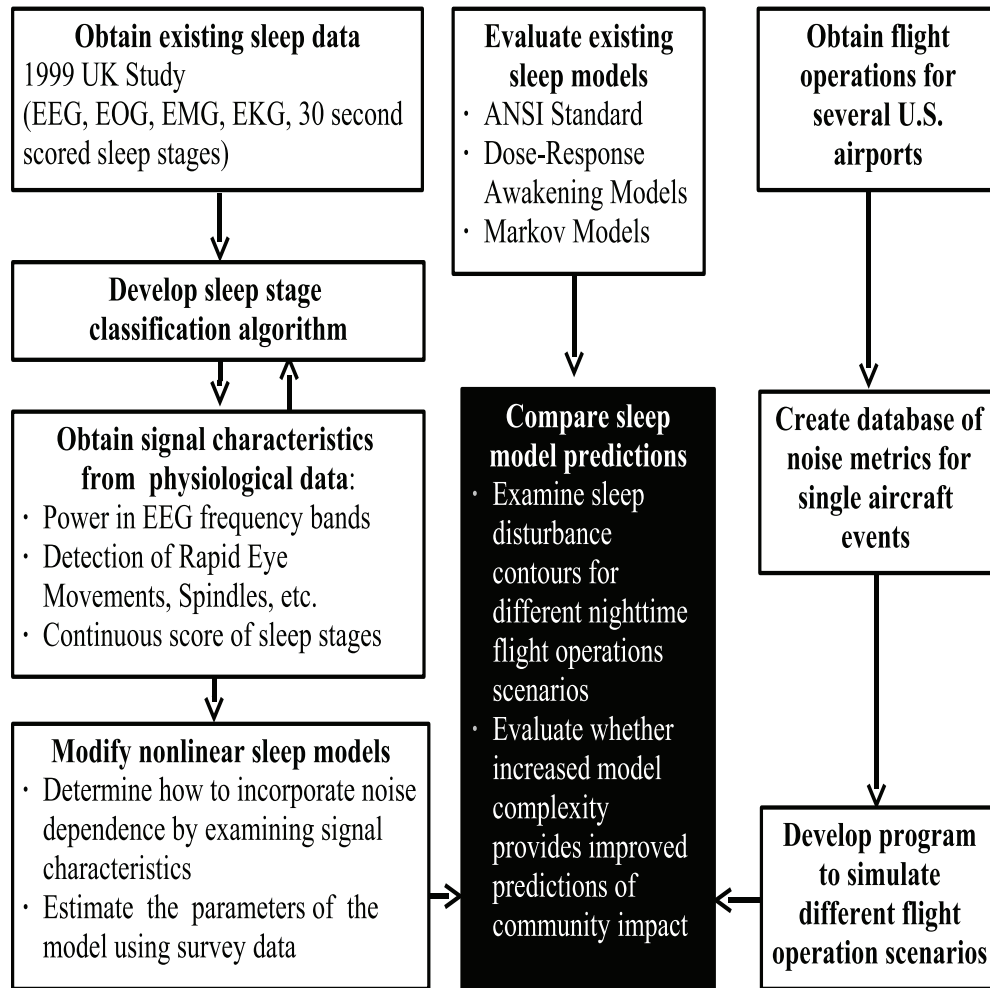 Obtain existing sleep data
1999 UK Study
(EEG, EOG, EMG, EKG, 30 second
scored sleep stages)
Develop sleep stage
classification algorithm
Obtain signal characteristics
from physiological data:
· Power in EEG frequency bands
· Detection of Rapid Eye
Movements, Spindles, etc.
· Continuous score of sleep stages
Modify nonlinear sleep models
· Determine how to incorporate noise
dependence by examining signal
characteristics
· Estimate the parameters of the
model using survey data
Evaluate existing
sleep models
· ANSI Standard
· Dose-Response
Awakening Models
· Markov Models
Compare sleep
model predictions
· Examine sleep
disturbance
contours for
different nighttime
flight operations
scenarios
· Evaluate whether
increased model
complexity
provides improved
predictions of
community impact
Obtain flight
operations for
several U.S.
airports
Create database of
noise metrics for
single aircraft
events
Develop program
to simulate
different flight
operation scenarios